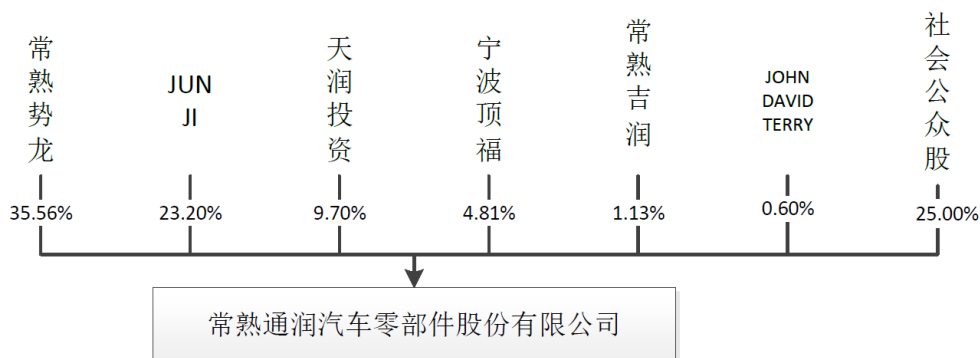 常熟势龙
JUN
JI
天润投资
宁波顶福
常熟吉润
JOHN
DAVID
TERRY
社会公众股
35.56%
23.20%
9.70%
4.81%
1.13%
0.60%
25.00%
常熟通润汽车零部件股份有限公司